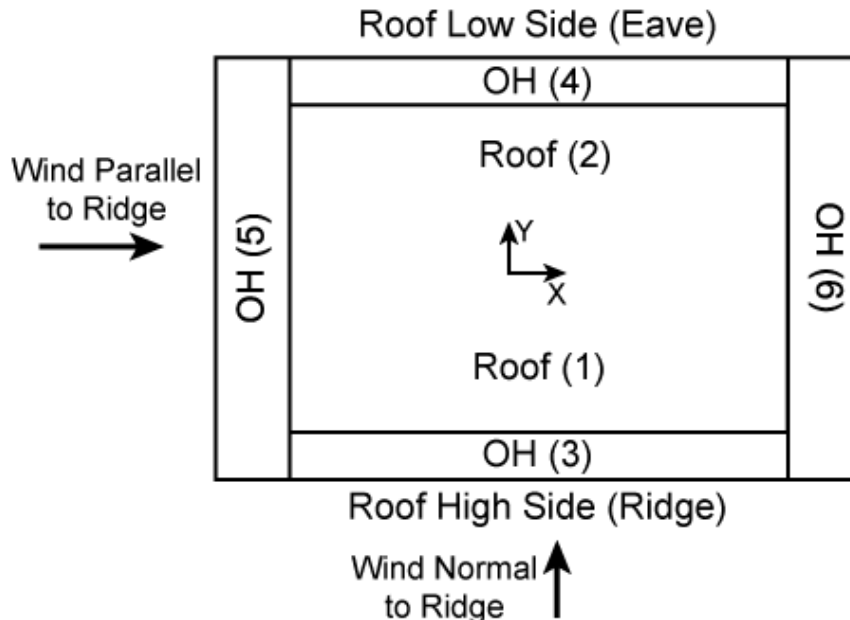 Roof Low Side (Eave)
OH (4)
Roof (2)
Wind Parallel
to Ridge
OH (5)
Y
X
OH (6)
Roof (1)
OH (3)
Roof High Side (Ridge)
Wind Normal
to Ridge